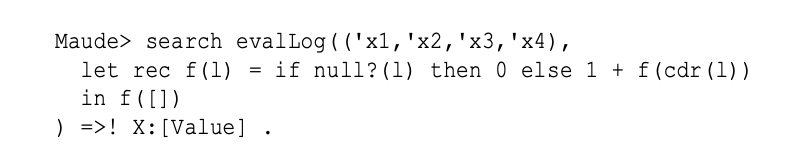 Maude> search evalLog(('x1,'x2,'x3,'x4),
let rec f(l) = if null?(l) then 0 else 1 + f(cdr(l))
in f([])
) =>! X:[Value] .